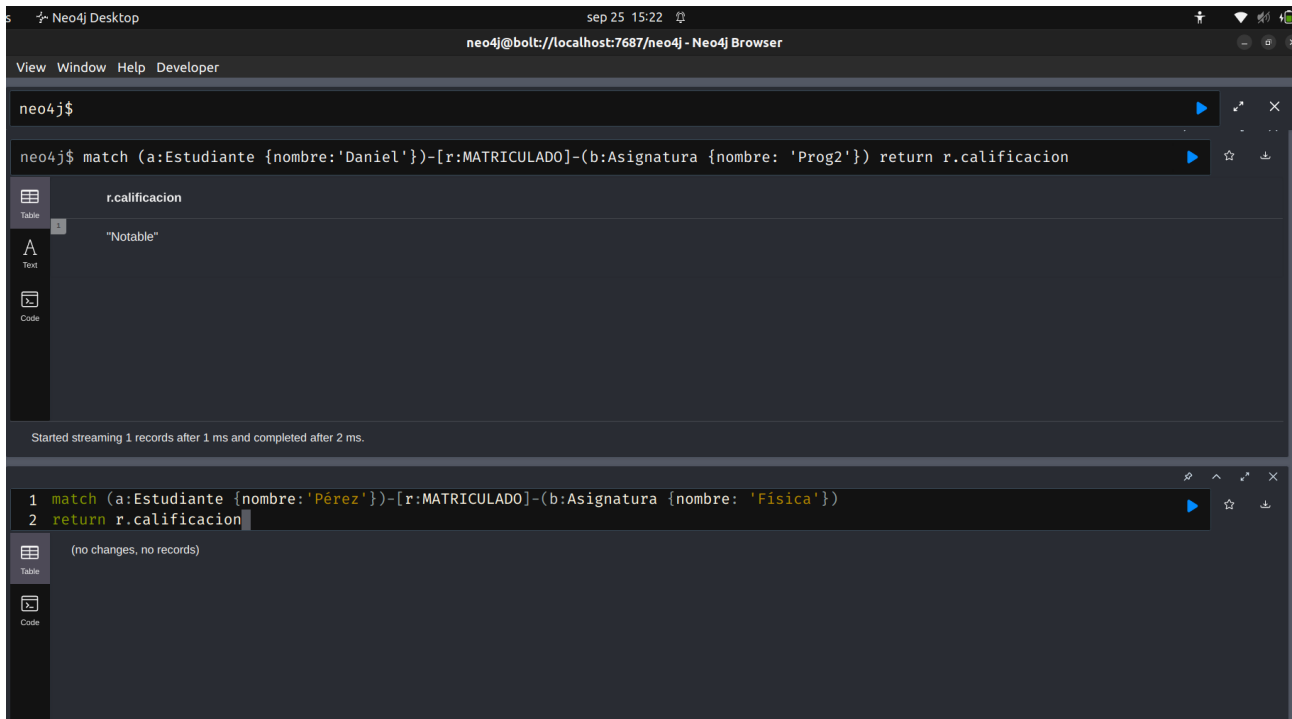 s Neo4j Desktop sep 25 15:22
neo4j@bolt://localhost:7687/neo4j - Neo4j Browser
View Window Help Developer
neo4j$
neo4j$ match (a:Estudiante {nombre:'Daniel'})-[r:MATRICULADO]-(b:Asignatura {nombre: 'Prog2'}) return r.calificacion
Table
r.calificacion
1
"Notable"
A
Text
Code
Started streaming 1 records after 1 ms and completed after 2 ms.
1 match (a:Estudiante {nombre:'Pérez'})-[r:MATRICULADO]-(b:Asignatura {nombre: 'Física'})
2 return r.calificacion
(no changes, no records)
Table
Code